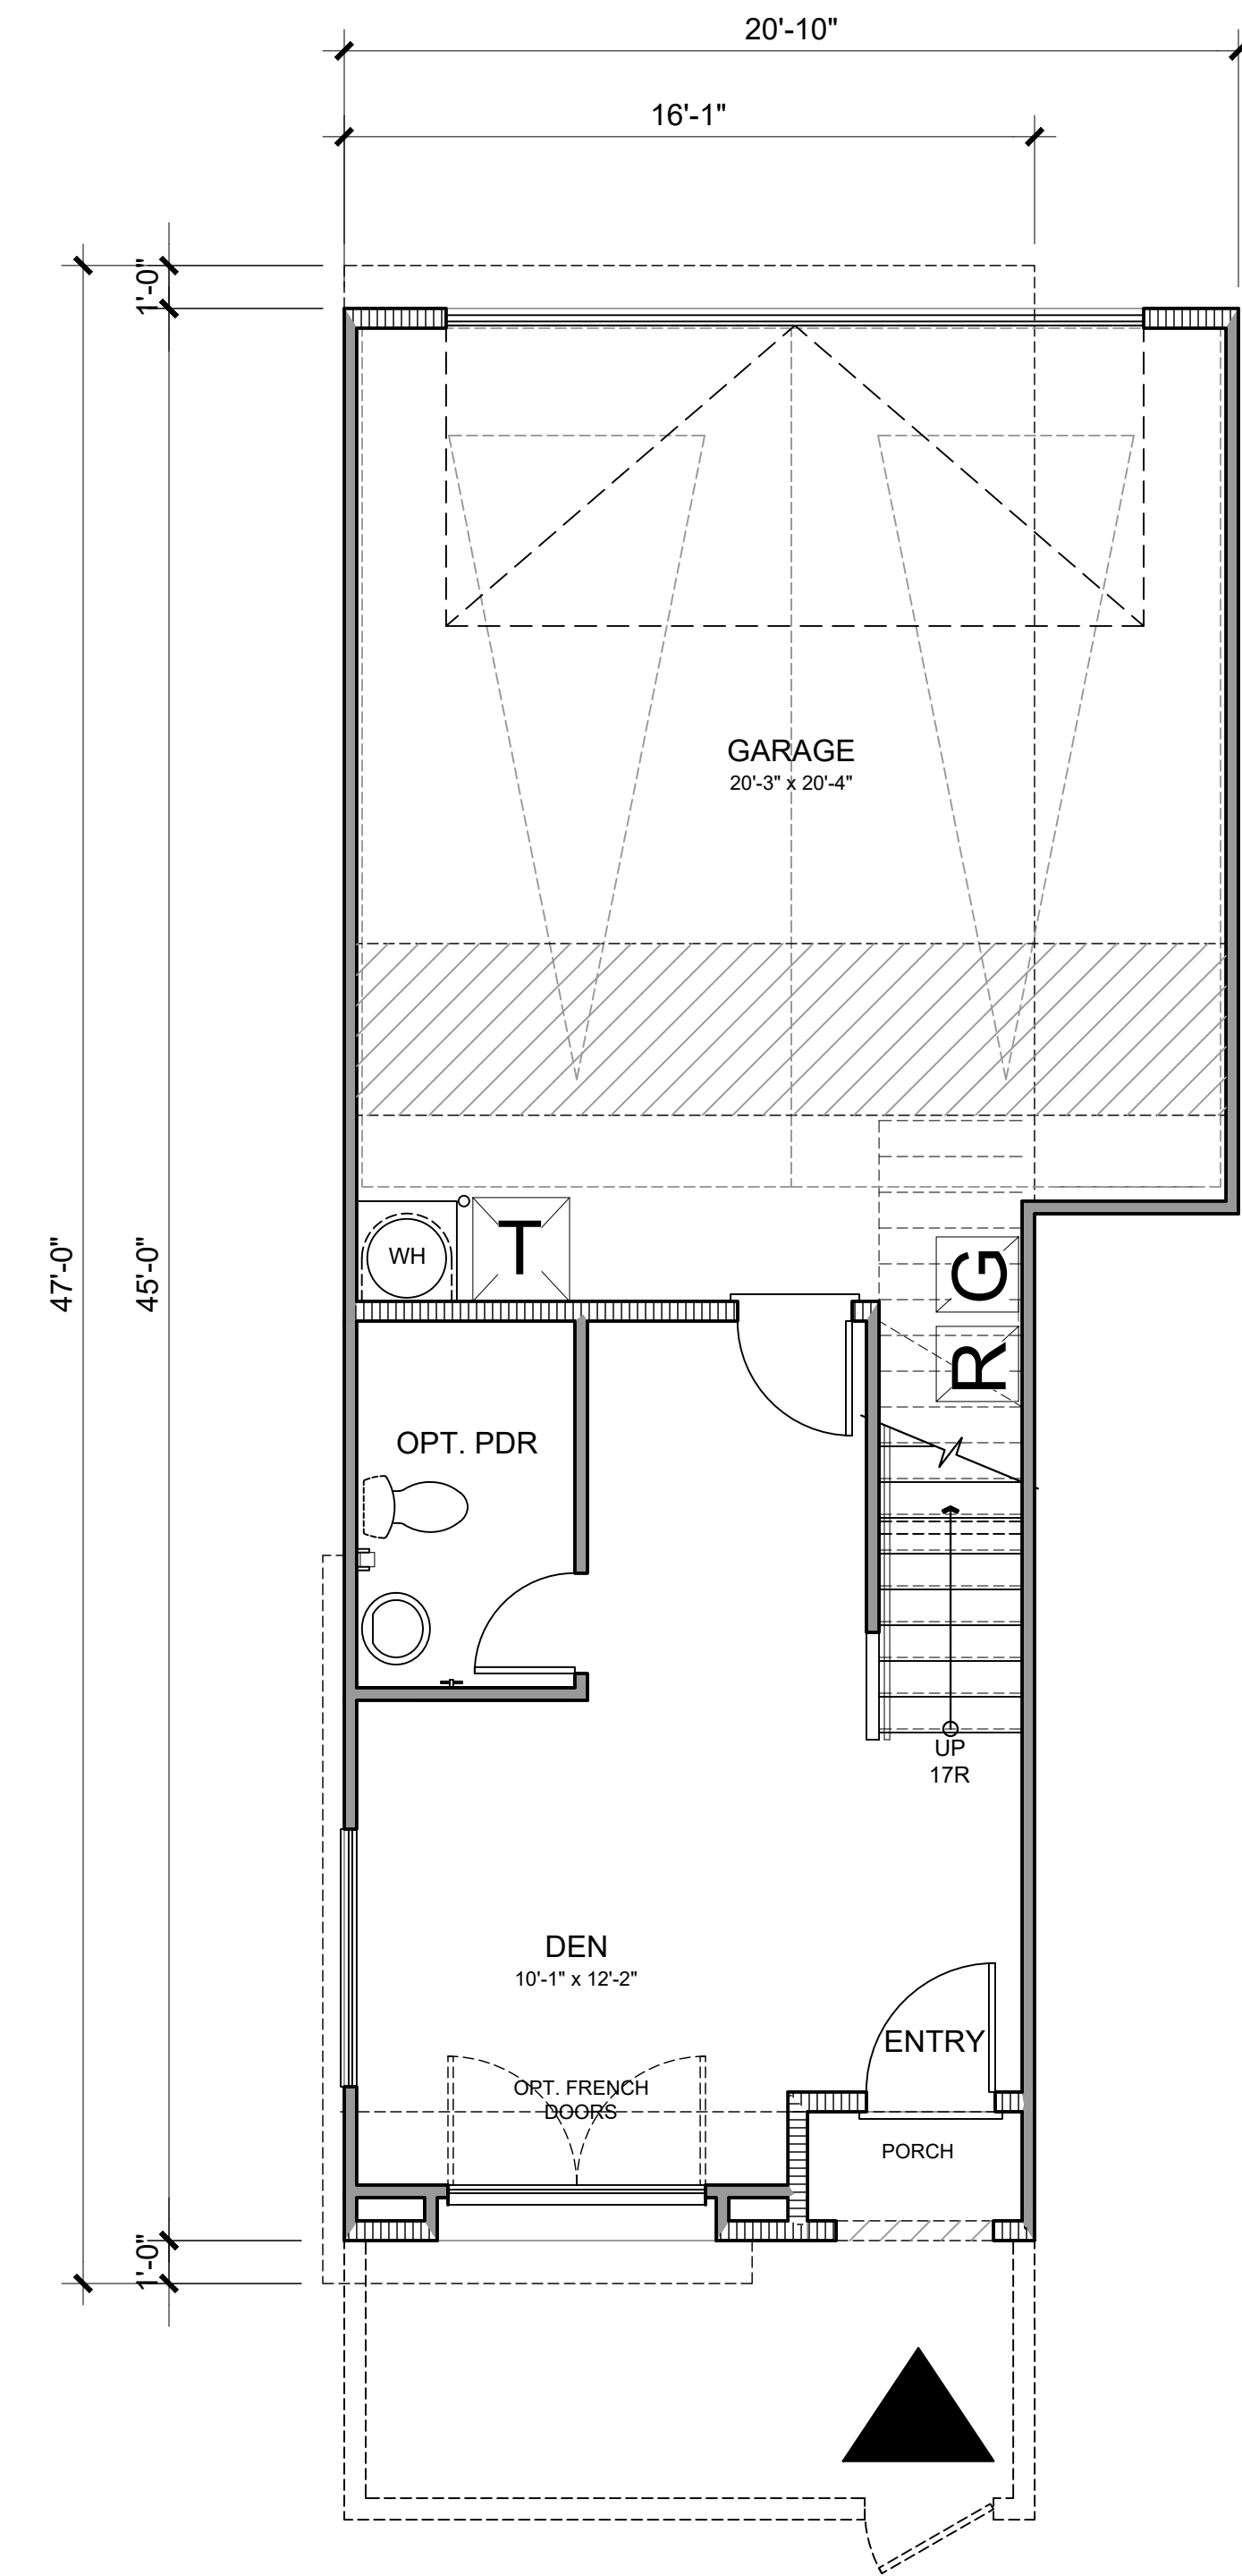 20'-10"
16'-1"
1'-0"
GARAGE
20'-3" x 20'-4"
47'-0"
45'-0"
WH
T
G
R
OPT. PDR
UP
17R
DEN
10'-1" x 12'-2"
ENTRY
OPT. FRENCH
DOORS
PORCH
1'-0"